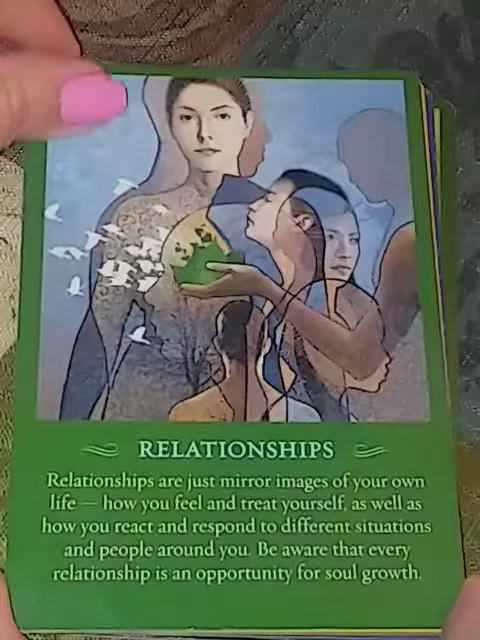 RELATIONSHIPS
Relationships are just mirror images of your own
life — how you feel and treat yourself, as well as
how you react and respond to different situations
and people around you. Be aware that every
relationship is an opportunity for soul growth.